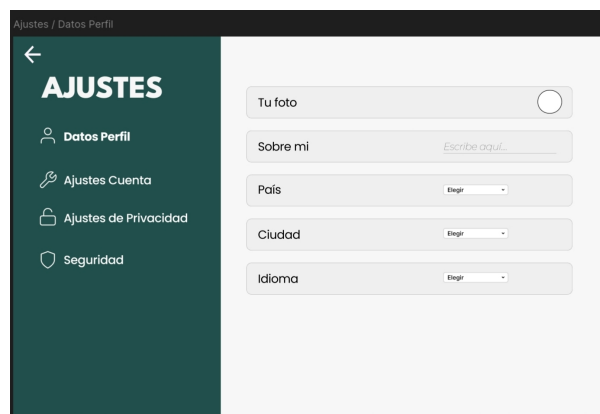 Ajustes / Datos Perfil
AJUSTES
Datos Perfil
Ajustes Cuenta
Ajustes de Privacidad
Seguridad
Tu foto
Sobre mi Escribe aquí...
País Elegir
Ciudad Elegir
Idioma Elegir